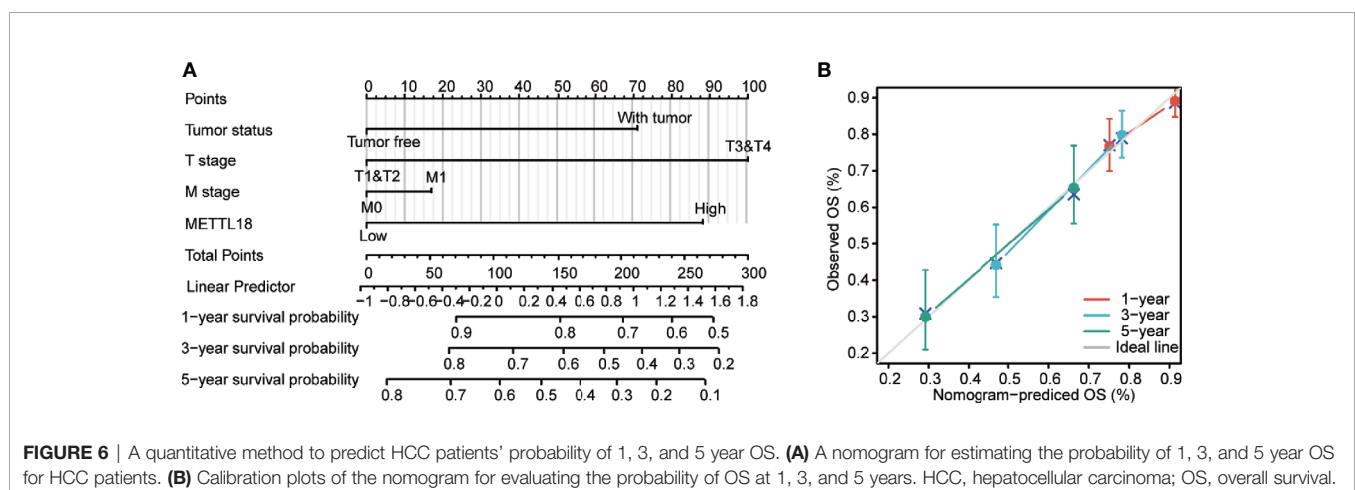 A
B
0 10 20 30 40 50 60 70 80 90 100
Points
With tumor
Tumor status
Tumor free
T3&T4
T stage
T1&T2 M1
M stage
M0
High
METTL18
Low
Total Points
0 50 100 150 200 250 300
Linear Predictor
−1 −0.8 −0.6 −0.4 −0.2 0 0.2 0.4 0.6 0.8 1 1.2 1.4 1.6 1.8
1−year survival probability
0.9 0.8 0.7 0.6 0.5
3−year survival probability
0.8 0.7 0.6 0.5 0.4 0.3 0.2
5−year survival probability
0.8 0.7 0.6 0.5 0.4 0.3 0.2 0.1
Observed OS (%)
0.9
0.8
0.7
0.6
0.5
0.4
0.3
0.2
1−year
3−year
5−year
Ideal line
0.2 0.3 0.4 0.5 0.6 0.7 0.8 0.9
Nomogram−prediced OS (%)
FIGURE 6 | A quantitative method to predict HCC patients’ probability of 1, 3, and 5 year OS. (A) A nomogram for estimating the probability of 1, 3, and 5 year OS
for HCC patients. (B) Calibration plots of the nomogram for evaluating the probability of OS at 1, 3, and 5 years. HCC, hepatocellular carcinoma; OS, overall survival.